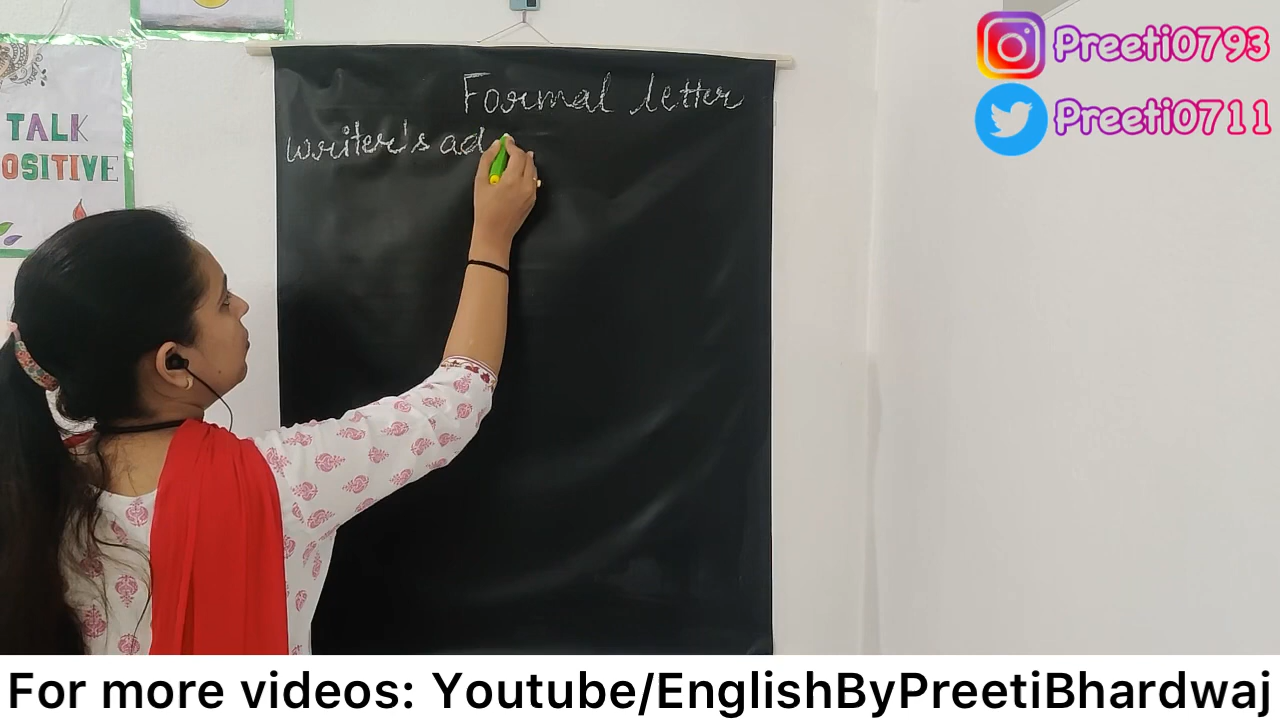 Formal letter
writer's ad
TALK
OSITIVE
Preeti0793
Preeti0711
For more videos: Youtube/EnglishByPreetiBhardwaj